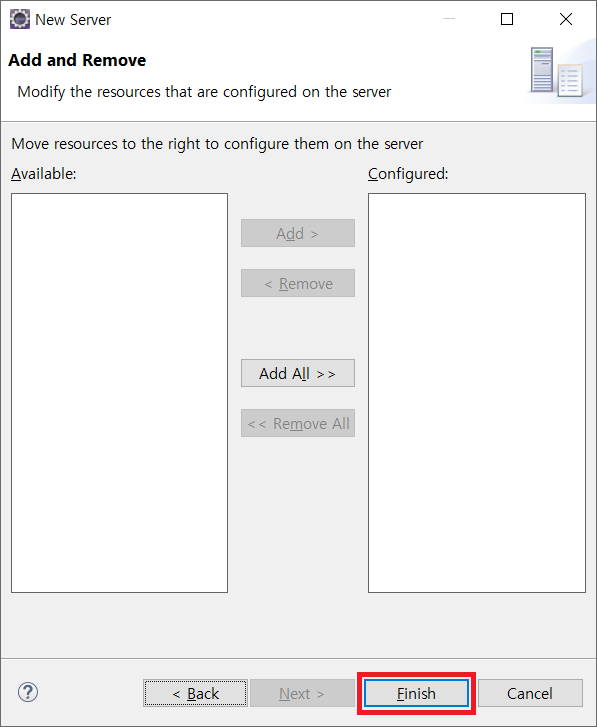 New Server
Add and Remove
Modify the resources that are configured on the server
Move resources to the right to configure them on the server
Available:
Configured:
Add >
< Remove
Add All >>
<< Remove All
?
< Back
Next >
Finish
Cancel